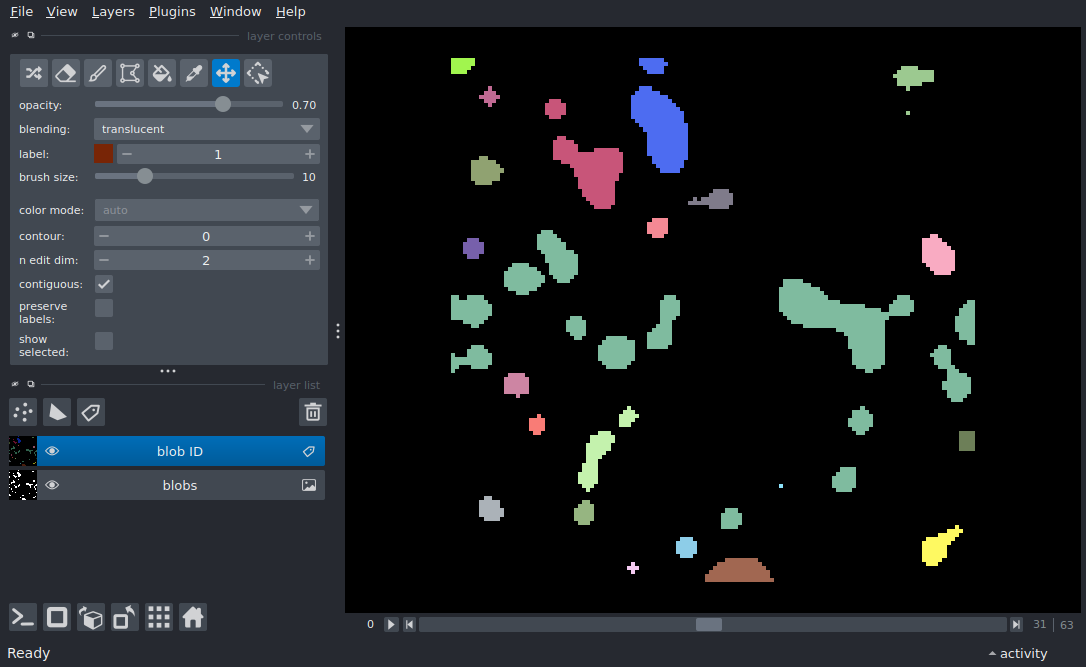 File View Layers Plugins Window Help
layer controls
opacity: 0.70
blending: translucent
label: 1
brush size: 10
color mode: auto
contour: 0
n edit dim: 2
contiguous:
preserve
labels:
show
selected:
layer list
blob ID
blobs
0 31 63
Ready activity